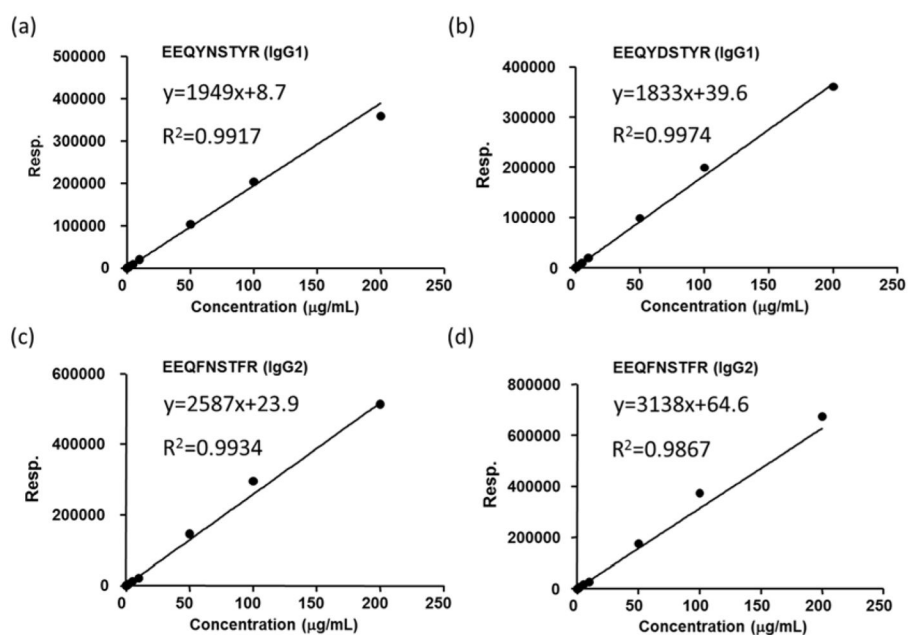 (a)
EEQYNSTYR (IgG1)
y=1949x+8.7
R²=0.9917
Resp.
500000
400000
300000
200000
100000
0
0 50 100 150 200 250
Concentration (µg/mL)
(b)
EEQYDSTYR (IgG1)
y=1833x+39.6
R²=0.9974
Resp.
400000
300000
200000
100000
0
0 50 100 150 200 250
Concentration (µg/mL)
(c)
EEQFNSTFR (IgG2)
y=2587x+23.9
R²=0.9934
Resp.
600000
400000
200000
0
0 50 100 150 200 250
Concentration (µg/mL)
(d)
EEQFNSTFR (IgG2)
y=3138x+64.6
R²=0.9867
Resp.
800000
600000
400000
200000
0
0 50 100 150 200 250
Concentration (µg/mL)